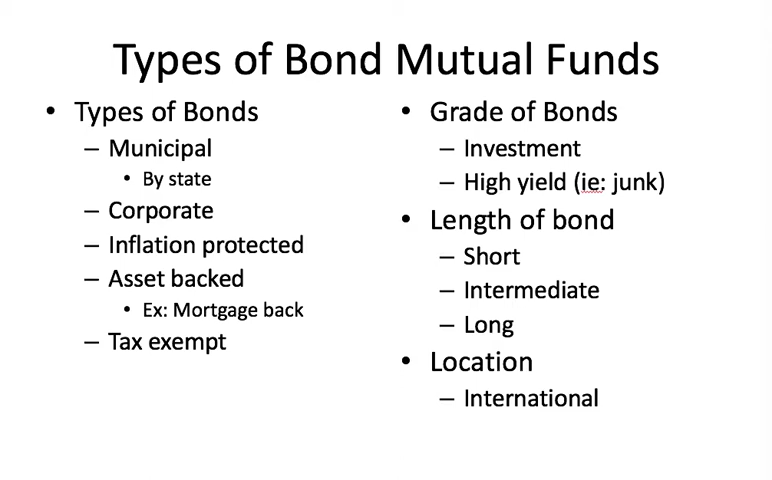 Types of Bond Mutual Funds
• Types of Bonds
– Municipal
• By state
– Corporate
– Inflation protected
– Asset backed
• Ex: Mortgage back
– Tax exempt
• Grade of Bonds
– Investment
– High yield (ie: junk)
• Length of bond
– Short
– Intermediate
– Long
• Location
– International